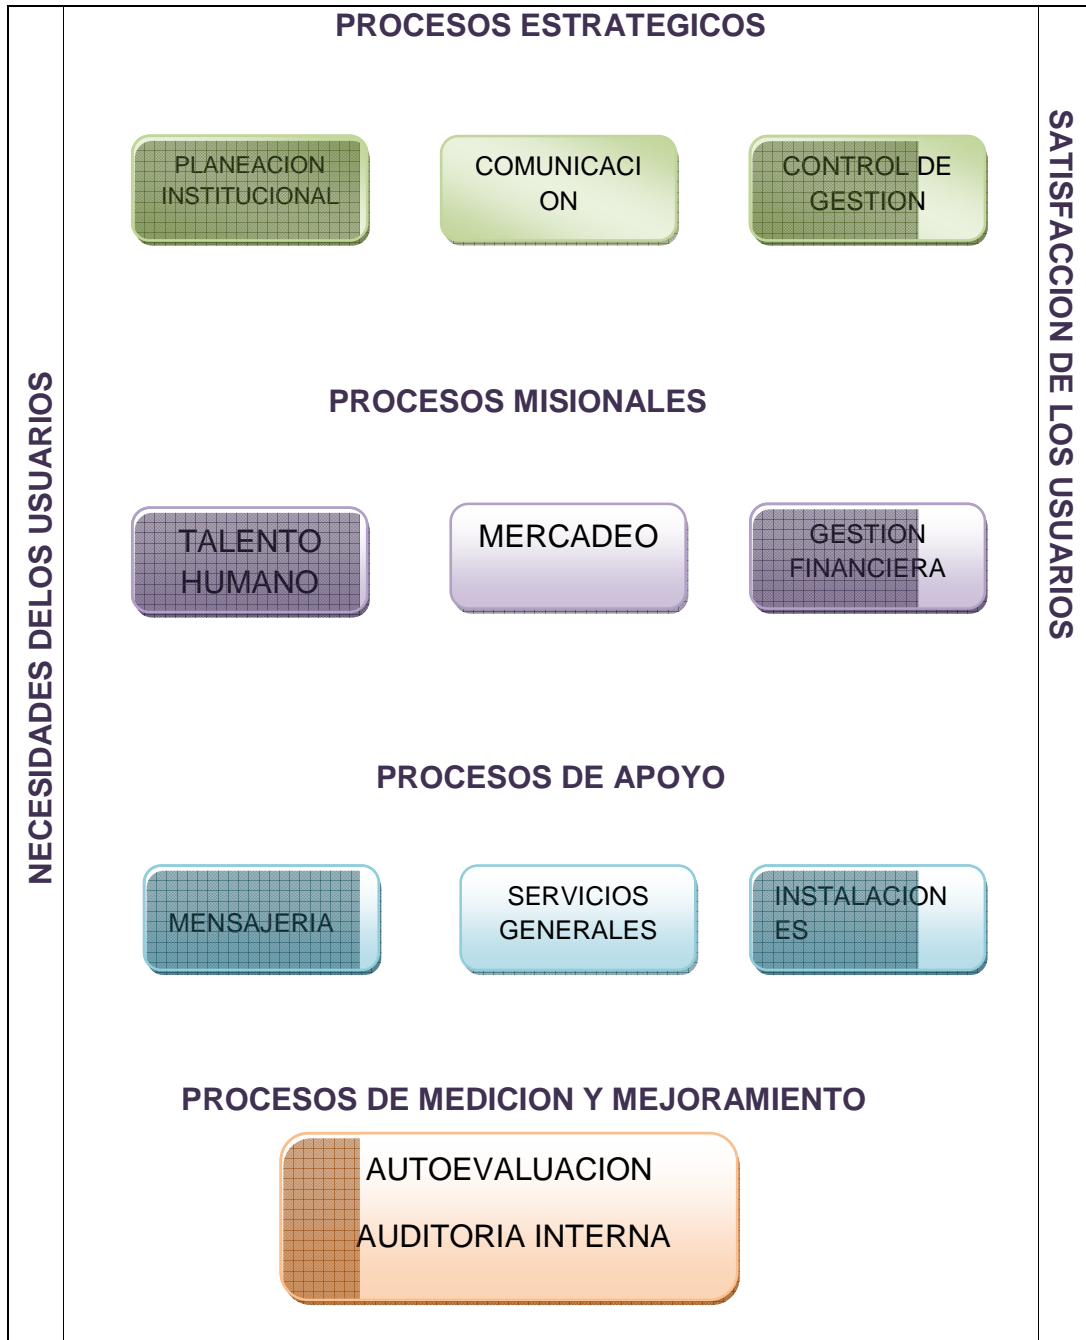 PROCESOS ESTRATEGICOS
PLANEACION
INSTITUCIONAL
COMUNICACI
ON
CONTROL DE
GESTION
NECESIDADES DELOS USUARIOS
SATISFACCION DE LOS USUARIOS
PROCESOS MISIONALES
TALENTO
HUMANO
MERCADEO
GESTION
FINANCIERA
PROCESOS DE APOYO
MENSAJERIA
SERVICIOS
GENERALES
INSTALACION
ES
PROCESOS DE MEDICION Y MEJORAMIENTO
AUTOEVALUACION
AUDITORIA INTERNA